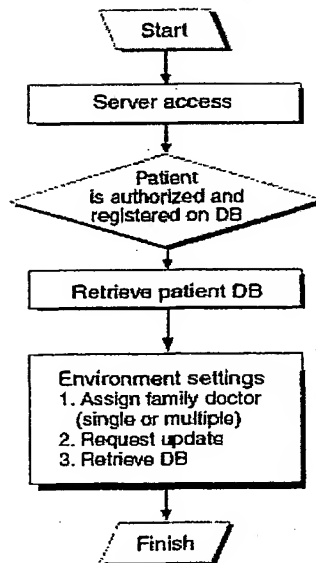 Start
Server access
Patient
is authorized and
registered on DB
Retrieve patient DB
Environment settings
1. Assign family doctor
(single or multiple)
2. Request update
3. Retrieve DB
Finish